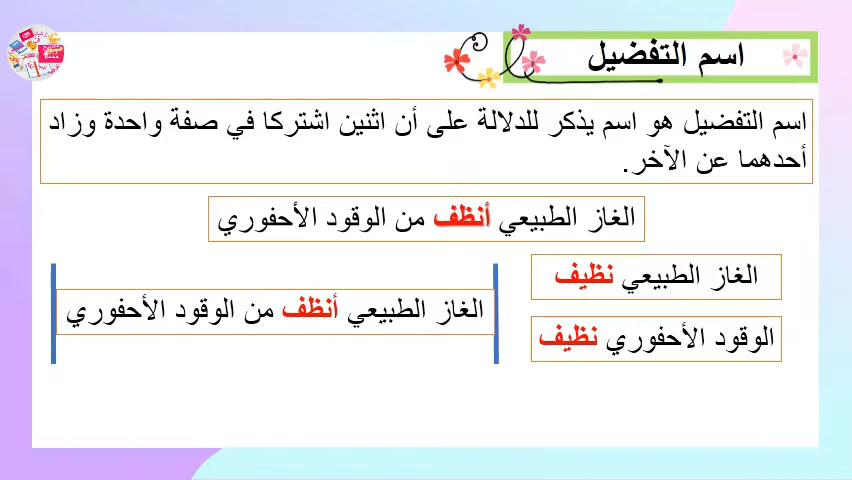 اسم التفضيل
اسم التفضيل هو اسم يذكر للدلالة على أن اثنين اشتركا في صفة واحدة وزاد
أحدهما عن الآخر.
الغاز الطبيعي أنظف من الوقود الأحفوري
الغاز الطبيعي نظيف
الوقود الأحفوري نظيف
الغاز الطبيعي أنظف من الوقود الأحفوري